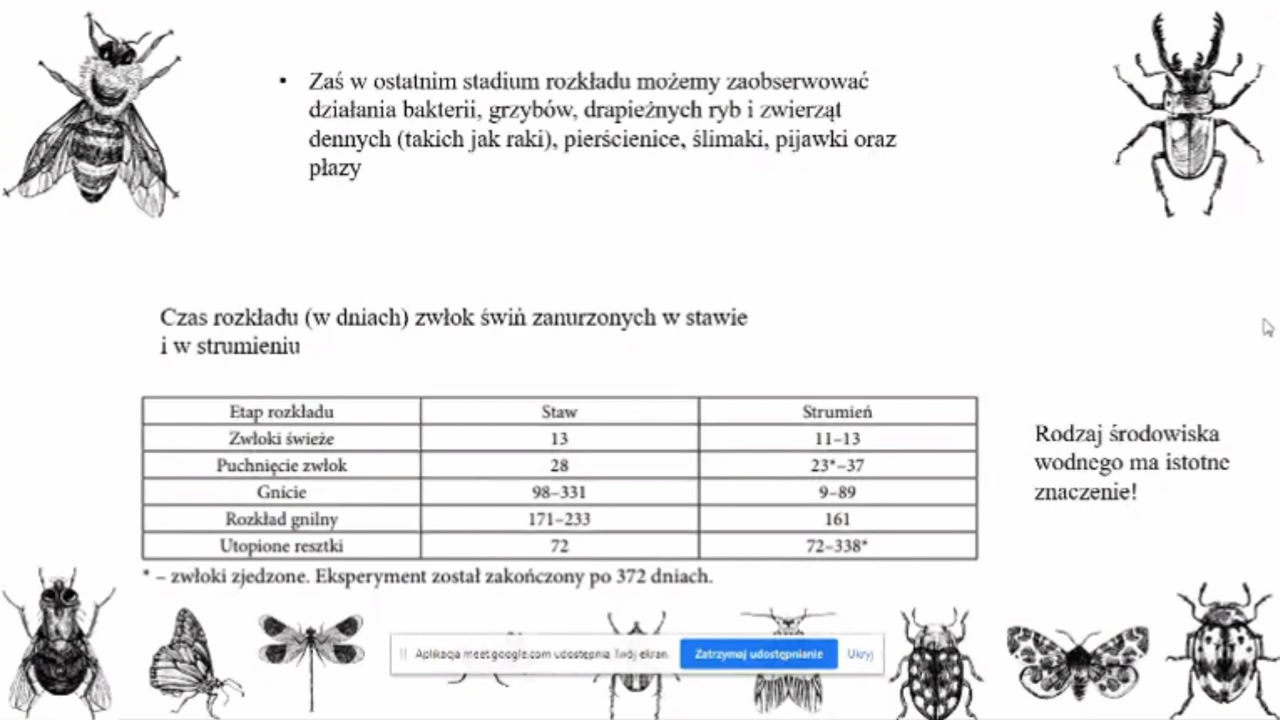 • Zaś w ostatnim stadium rozkładu możemy zaobserwować
działania bakterii, grzybów, drapieżnych ryb i zwierząt
dennych (takich jak raki), pierścienice, ślimaki, pijawki oraz
płazy
Czas rozkładu (w dniach) zwłok świń zanurzonych w stawie
i w strumieniu
Etap rozkładu Staw Strumień
Zwłoki świeże 13 11–13
Puchnięcie zwłok 28 23*–37
Gnicie 98–331 9–89
Rozkład gnilny 171–233 161
Utopione resztki 72 72–338*
* – zwłoki zjedzone. Eksperyment został zakończony po 372 dniach.
Rodzaj środowiska
wodnego ma istotne
znaczenie!
Aplikacja meet.google.com udostępnia Twój ekran. Zatrzymaj udostępnianie Ukryj